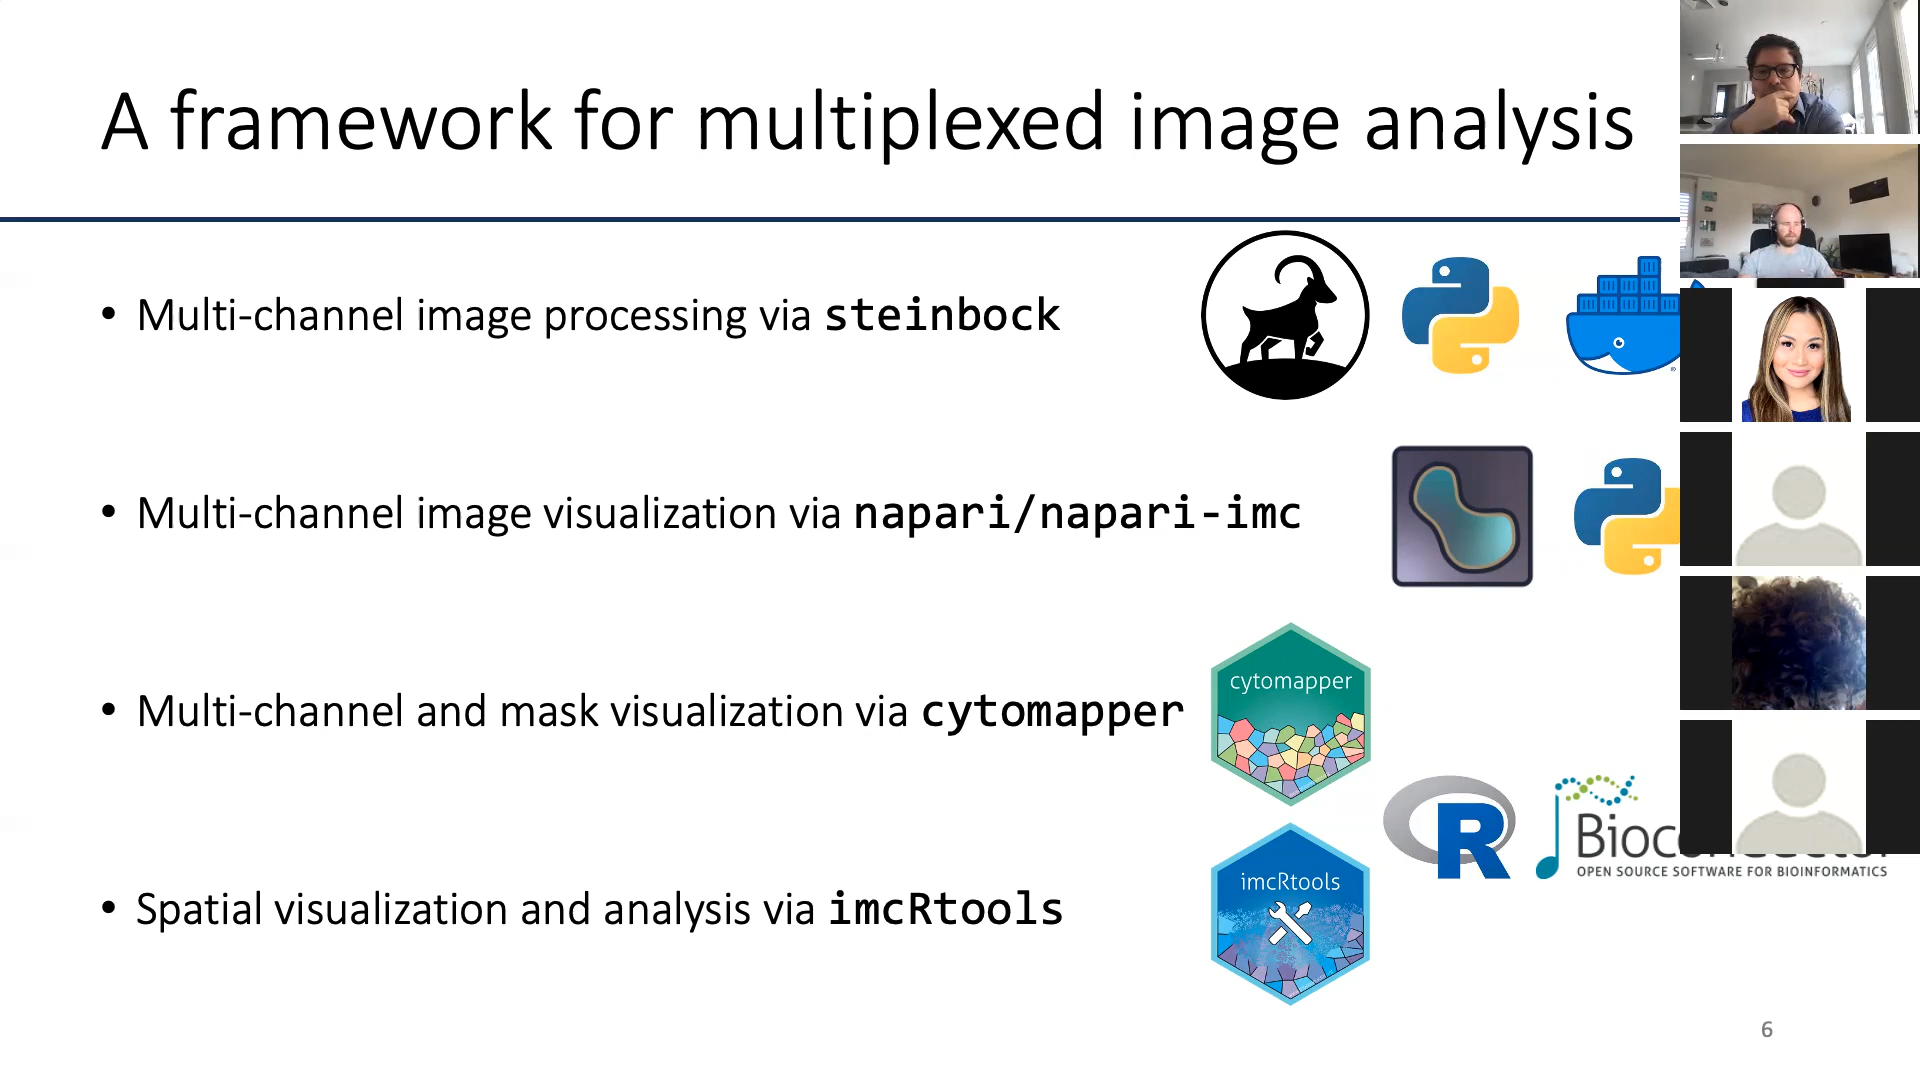 A framework for multiplexed image analysis
• Multi-channel image processing via steinbock
• Multi-channel image visualization via napari/napari-imc
• Multi-channel and mask visualization via cytomapper
cytomapper
R
OPEN SOURCE SOFTWARE FOR BIOINFORMATICS
imcRtools
• Spatial visualization and analysis via imcRtools
6